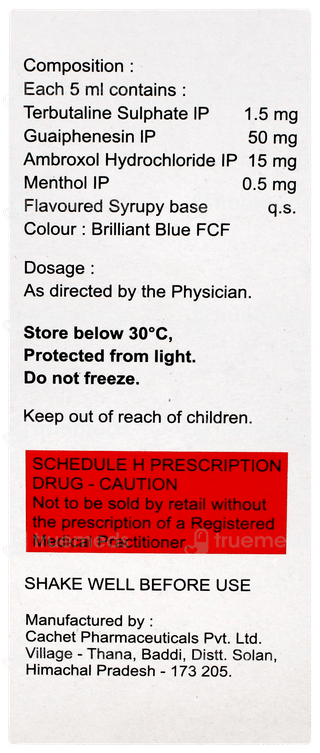 Composition :
Each 5 ml contains :
Terbutaline Sulphate IP 1.5 mg
Guaiphenesin IP 50 mg
Ambroxol Hydrochloride IP 15 mg
Menthol IP 0.5 mg
Flavoured Syrupy base q.s.
Colour : Brilliant Blue FCF
Dosage :
As directed by the Physician.
Store below 30°C,
Protected from light.
Do not freeze.
Keep out of reach of children.
SCHEDULE H PRESCRIPTION
DRUG - CAUTION
Not to be sold by retail without
the prescription of a Registered
Medical Practitioner
trueme
SHAKE WELL BEFORE USE
Manufactured by :
Cachet Pharmaceuticals Pvt. Ltd.
Village - Thana, Baddi, Distt. Solan,
Himachal Pradesh - 173 205.